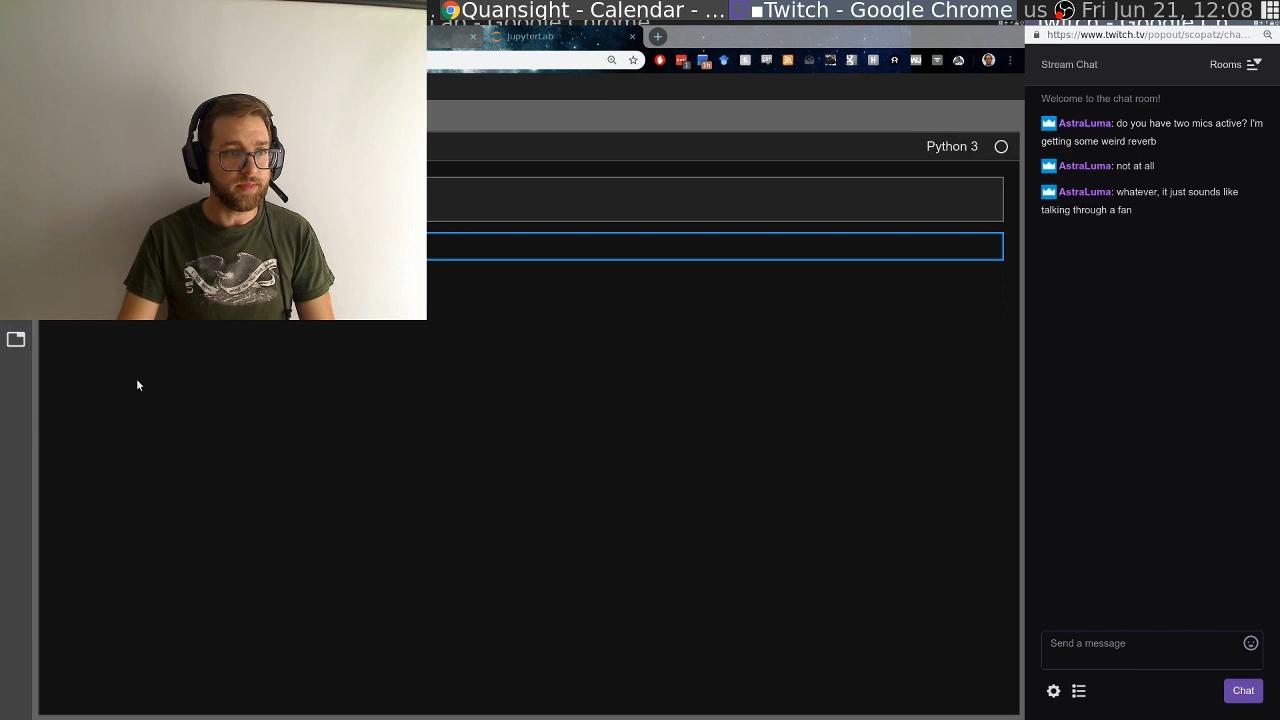 Quansight - Calendar - ...
Twitch - Google Chrome
us
Fri Jun 21, 12:08
JupyterLab
https://www.twitch.tv/popout/scopatz/cha...
Stream Chat
Rooms
Welcome to the chat room!
AstraLuma: do you have two mics active? I'm
getting some weird reverb
AstraLuma: not at all
AstraLuma: whatever, it just sounds like
talking through a fan
Python 3
Send a message
Chat